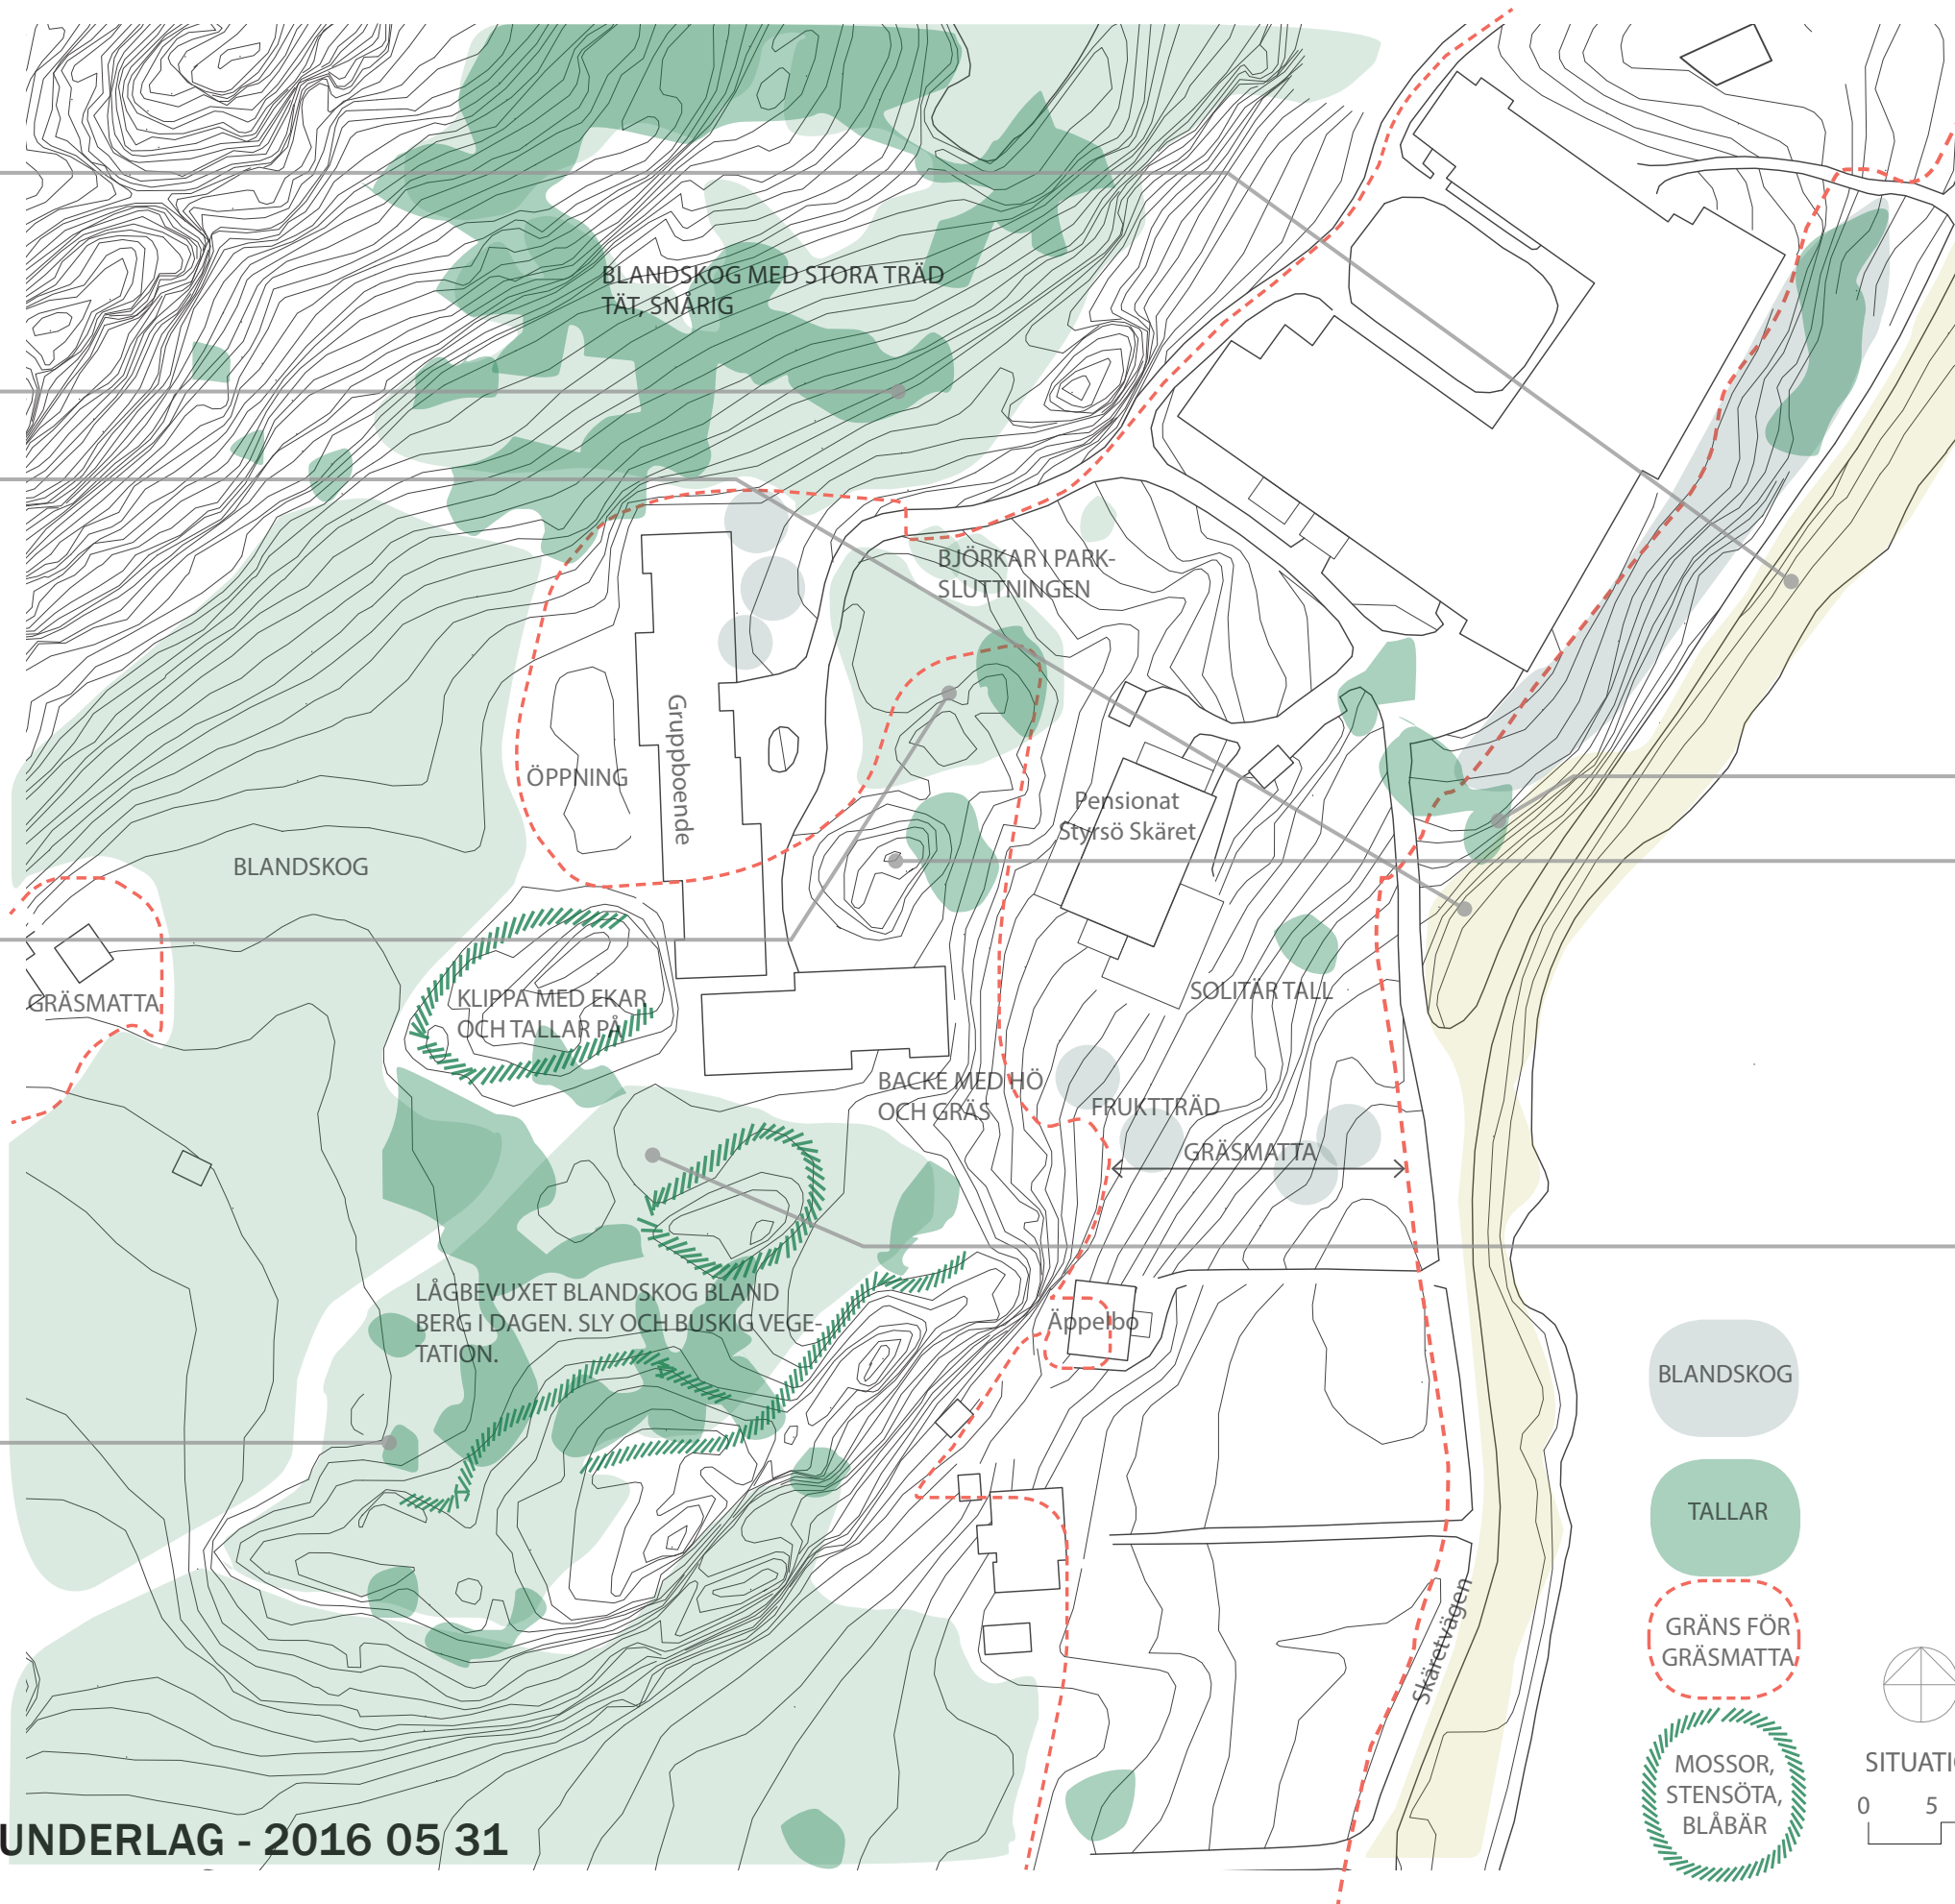 BLANDSKOG MED STORA TRÄD
TÄT, SNÅRIG
BJÖRKAR I PARK-
SLUTTNINGEN
Gruppboende
ÖPPNING
Pensionat
Styrsö Skäret
BLANDSKOG
GRÄSMATTA
KLIPPA MED EKAR
OCH TALLAR PÅ
SOLITÄR TALL
BACKE MED HÖ
OCH GRÄS
FRUKTTRÄD
GRÄSMATTA
LÅGBEVUXET BLANDSKOG BLAND
BERG I DAGEN. SLY OCH BUSKIG VEGE-
TATION.
Äppelbo
Skäretvägen
BLANDSKOG
TALLAR
GRÄNS FÖR
GRÄSMATTA
MOSSOR,
STENSÖTA,
BLÅBÄR
SITUATI
0 5
UNDERLAG - 2016 05 31